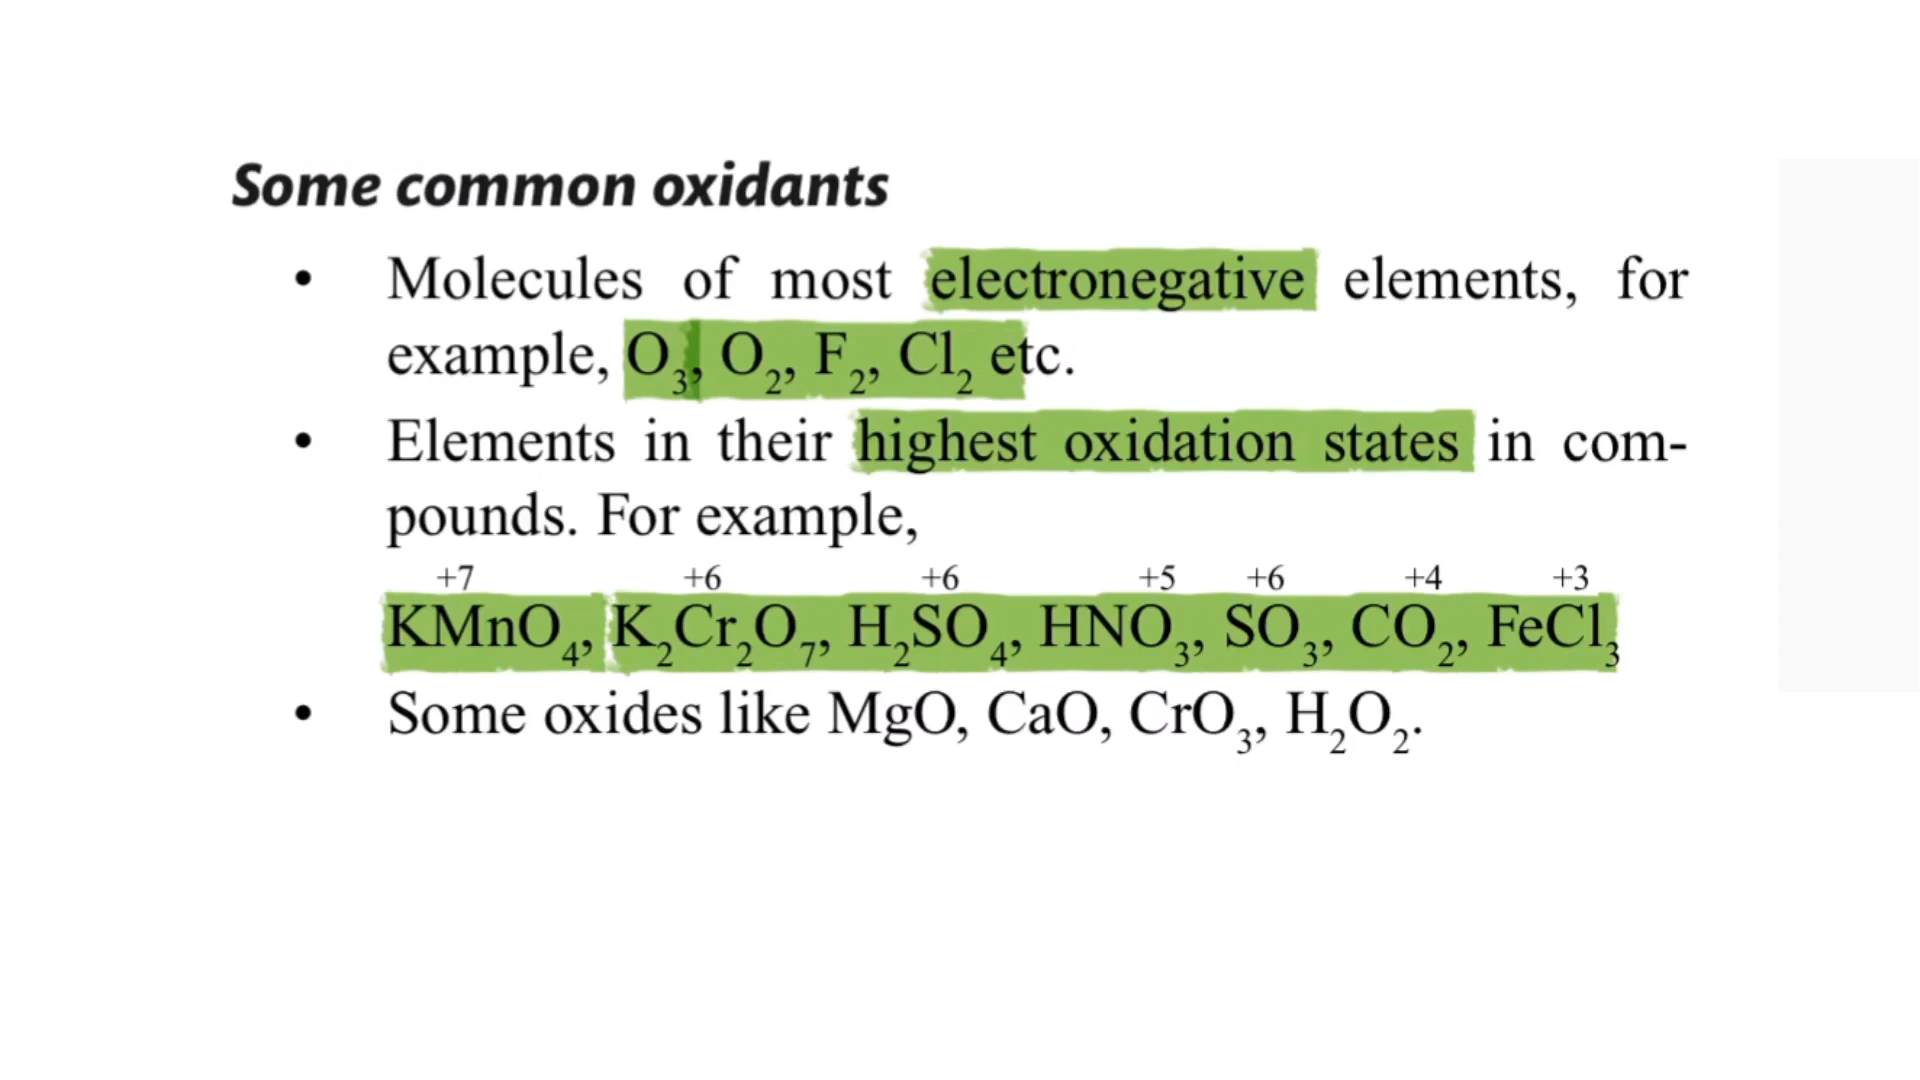 Some common oxidants
• Molecules of most electronegative elements, for
example, O₃, O₂, F₂, Cl₂ etc.
• Elements in their highest oxidation states in com-
pounds. For example,
+7 +6 +6 +5 +6 +4 +3
KMnO₄, K₂Cr₂O₇, H₂SO₄, HNO₃, SO₃, CO₂, FeCl₃
• Some oxides like MgO, CaO, CrO₃, H₂O₂.